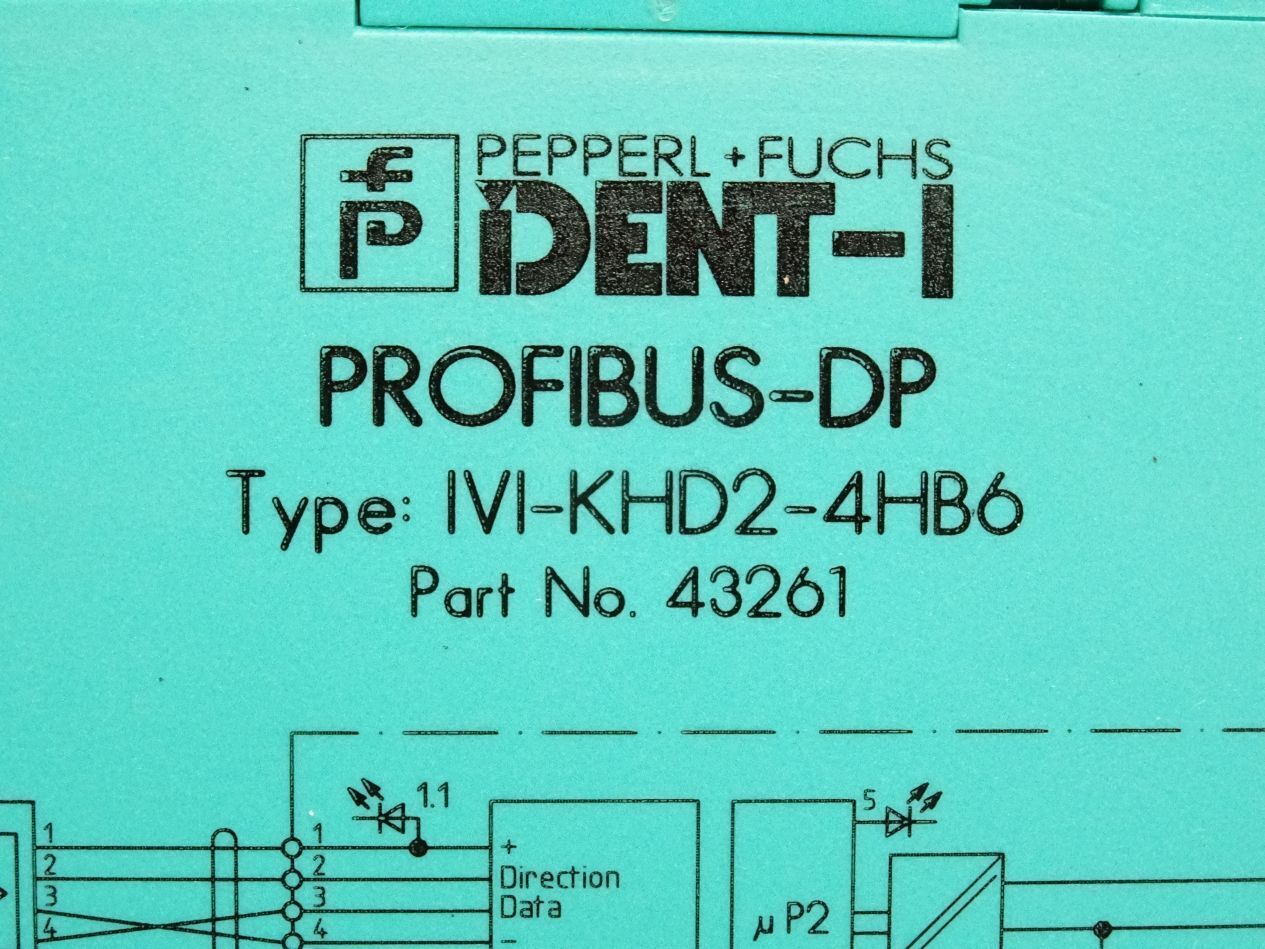 fp
PEPPERL + FUCHS
iDENT-I
PROFIBUS-DP
Type: IVI-KHD2-4HB6
Part No. 43261
1.1
5
1
1
+
2
2
Direction
3
3
Data
4
4
-
µP2